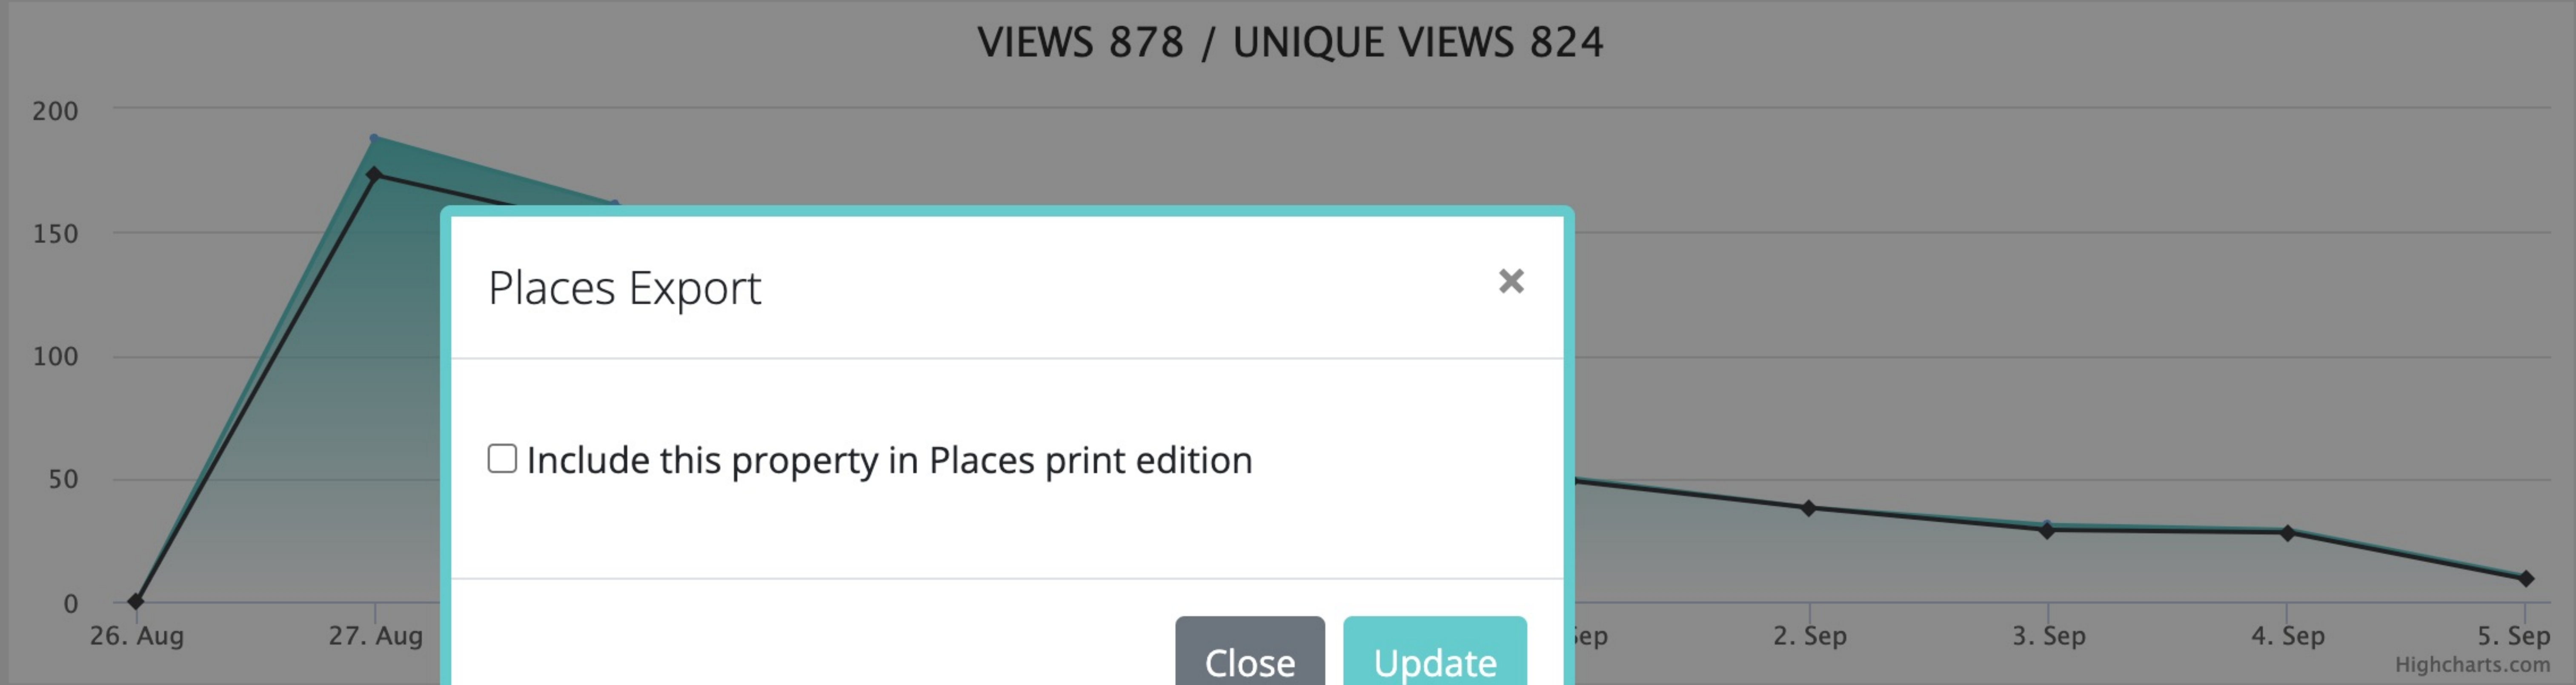 VIEWS 878 / UNIQUE VIEWS 824
200
150
100
50
0
Places Export
Include this property in Places print edition
Close
Update
26. Aug
27. Aug
2. Sep
3. Sep
4. Sep
5. Sep
Highcharts.com